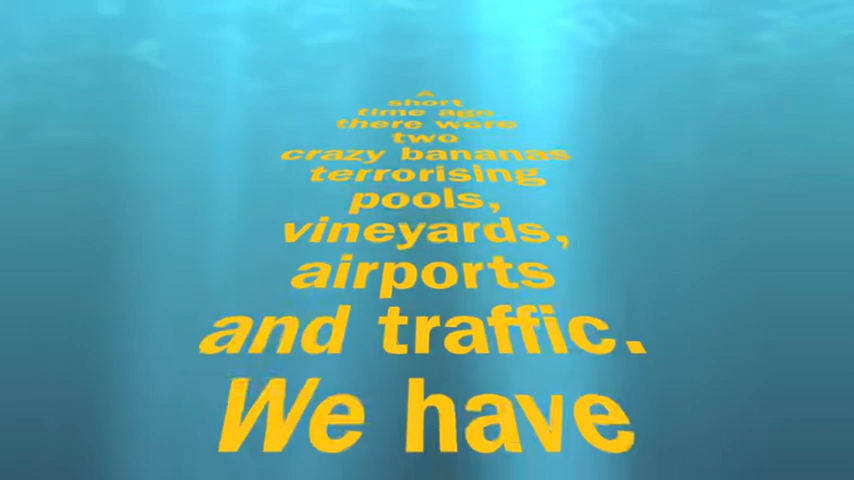 A
short
time ago
there were
two
crazy bananas
terrorising
pools,
vineyards,
airports
and traffic.
We have